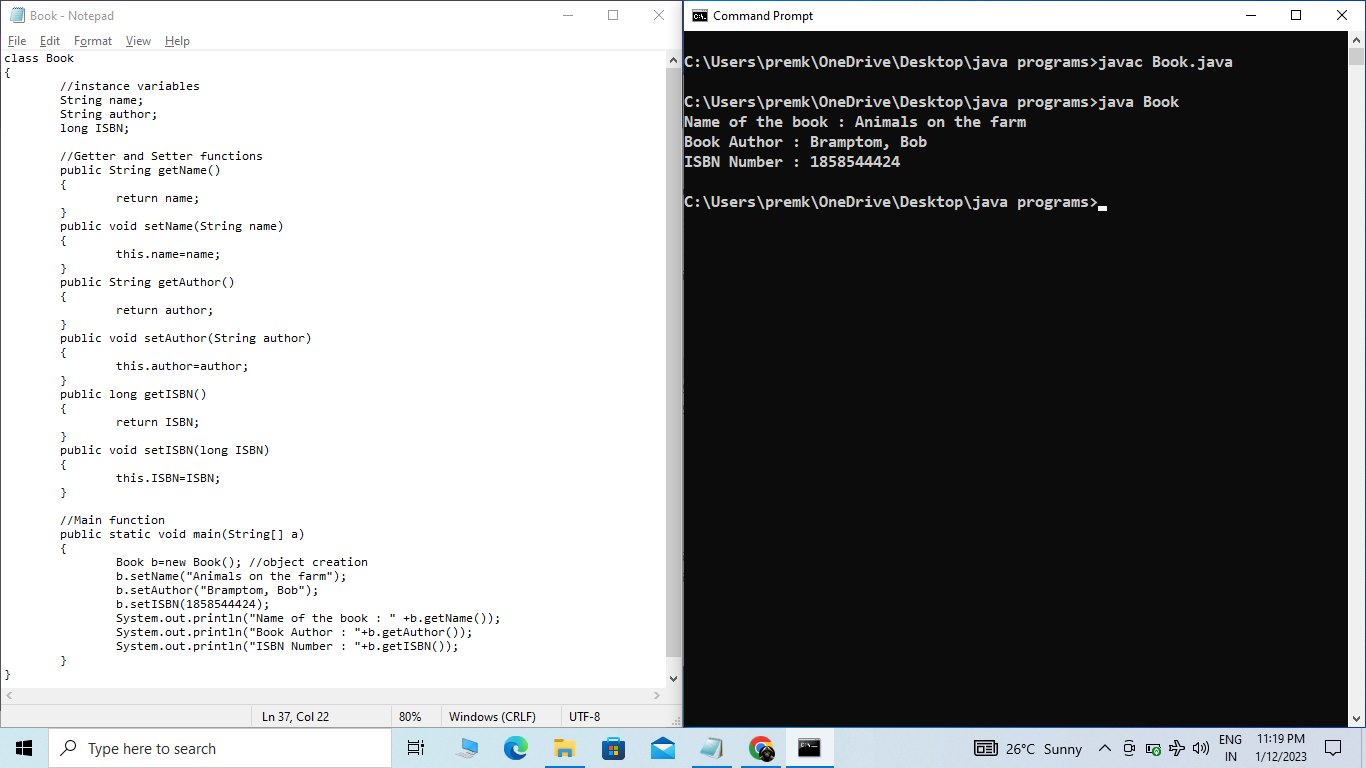 Book - Notepad
File Edit Format View Help
class Book
{
//instance variables
String name;
String author;
long ISBN;
//Getter and Setter functions
public String getName()
{
return name;
}
public void setName(String name)
{
this.name=name;
}
public String getAuthor()
{
return author;
}
public void setAuthor(String author)
{
this.author=author;
}
public long getISBN()
{
return ISBN;
}
public void setISBN(long ISBN)
{
this.ISBN=ISBN;
}
//Main function
public static void main(String[] a)
{
Book b=new Book(); //object creation
b.setName("Animals on the farm");
b.setAuthor("Bramptom, Bob");
b.setISBN(1858544424);
System.out.println("Name of the book : " +b.getName());
System.out.println("Book Author : "+b.getAuthor());
System.out.println("ISBN Number : "+b.getISBN());
}
}
Ln 37, Col 22 80% Windows (CRLF) UTF-8
Command Prompt
C:\Users\premk\OneDrive\Desktop\java programs>javac Book.java
C:\Users\premk\OneDrive\Desktop\java programs>java Book
Name of the book : Animals on the farm
Book Author : Bramptom, Bob
ISBN Number : 1858544424
C:\Users\premk\OneDrive\Desktop\java programs>
Type here to search
26°C Sunny
ENG
IN
11:19 PM
1/12/2023